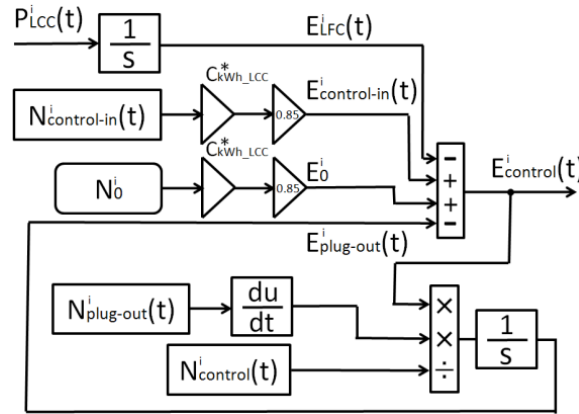 P^i_LCC(t)
1
s
E^i_LFC(t)
C*_kWh_LCC
N^i_control-in(t)
0.85
E^i_control-in(t)
C*_kWh_LCC
N^i_0
0.85
E^i_0
−
+
+
−
E^i_control(t)
E^i_plug-out(t)
N^i_plug-out(t)
du
dt
×
×
÷
1
s
N^i_control(t)